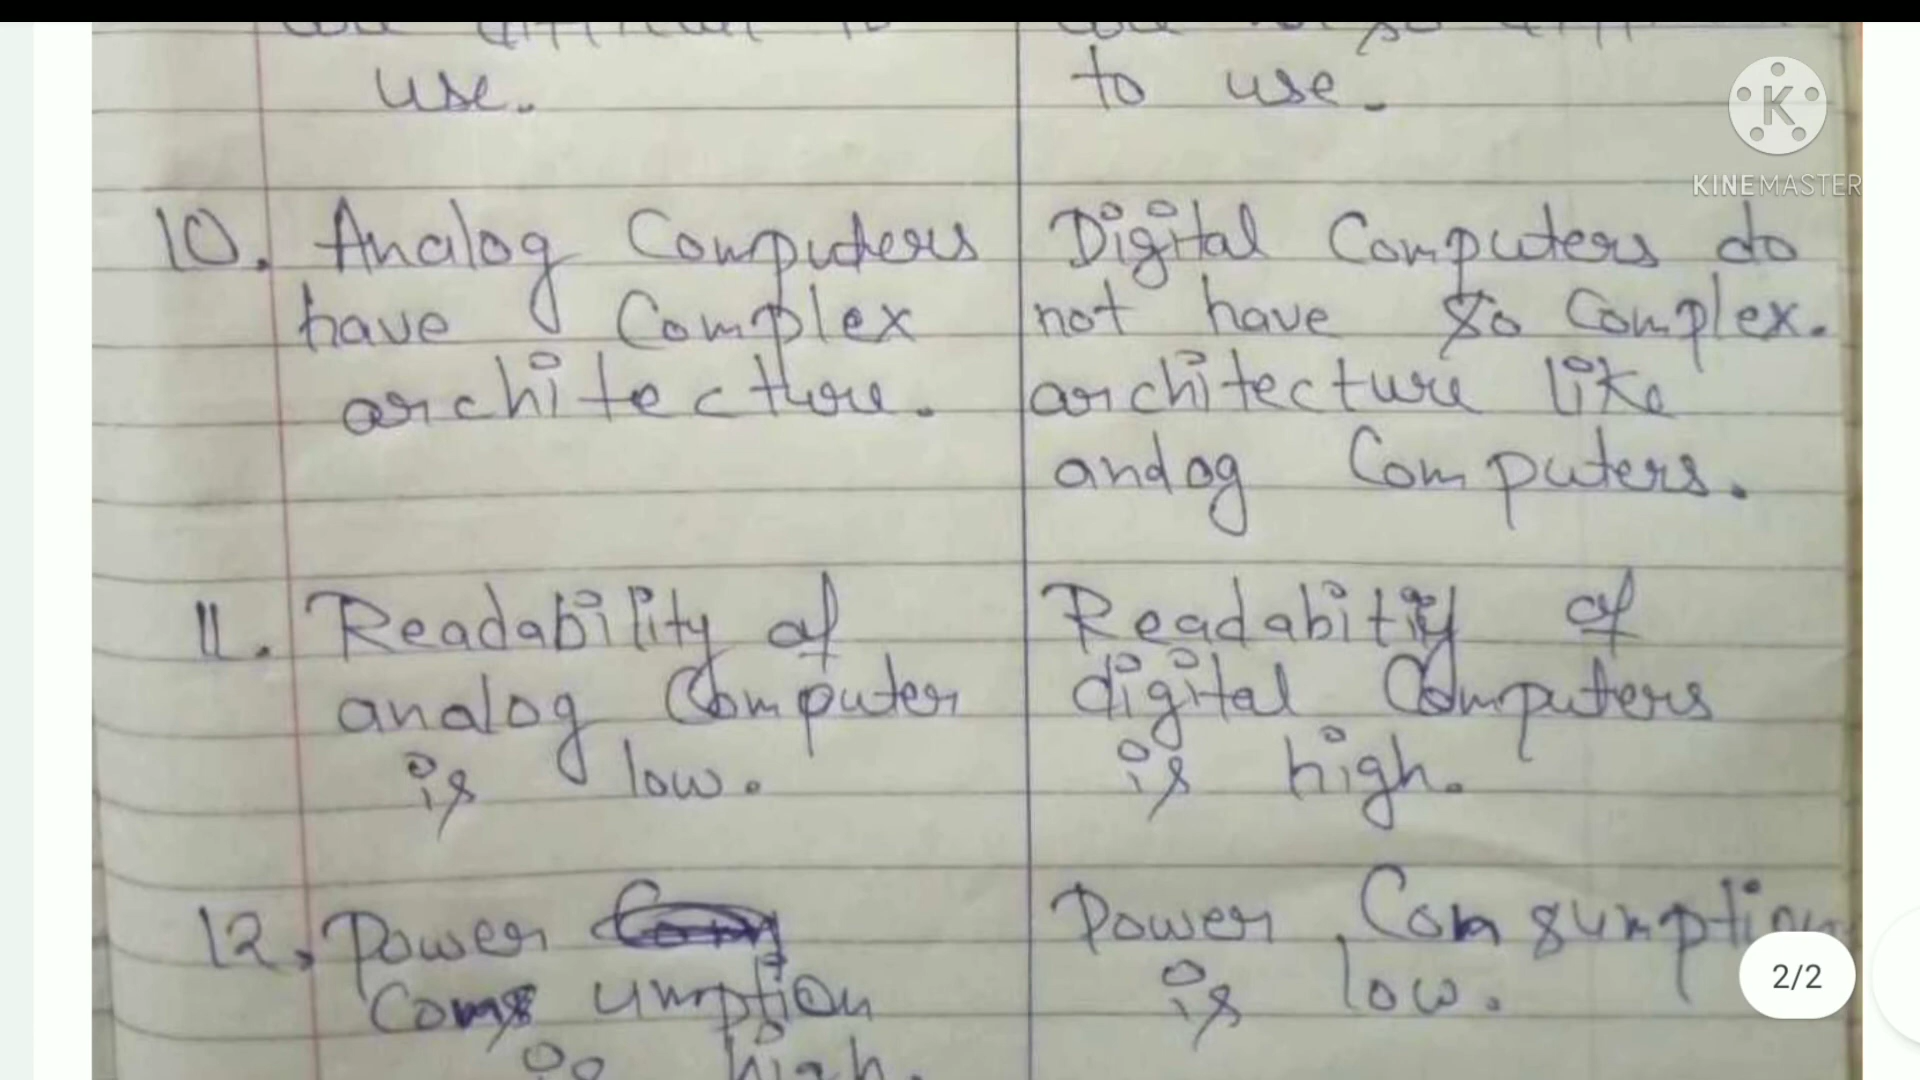 use.
to use.
10. Analog Computers
have Complex
architecture.
Digital Computers do
not have so Complex.
architecture like
analog Computers.
11. Readability of
analog Computer
is low.
Readabitiy of
digital Computers
is high.
12. Power
Consumption
is high.
Power Comsumption
is low.
KINEMASTER
2/2